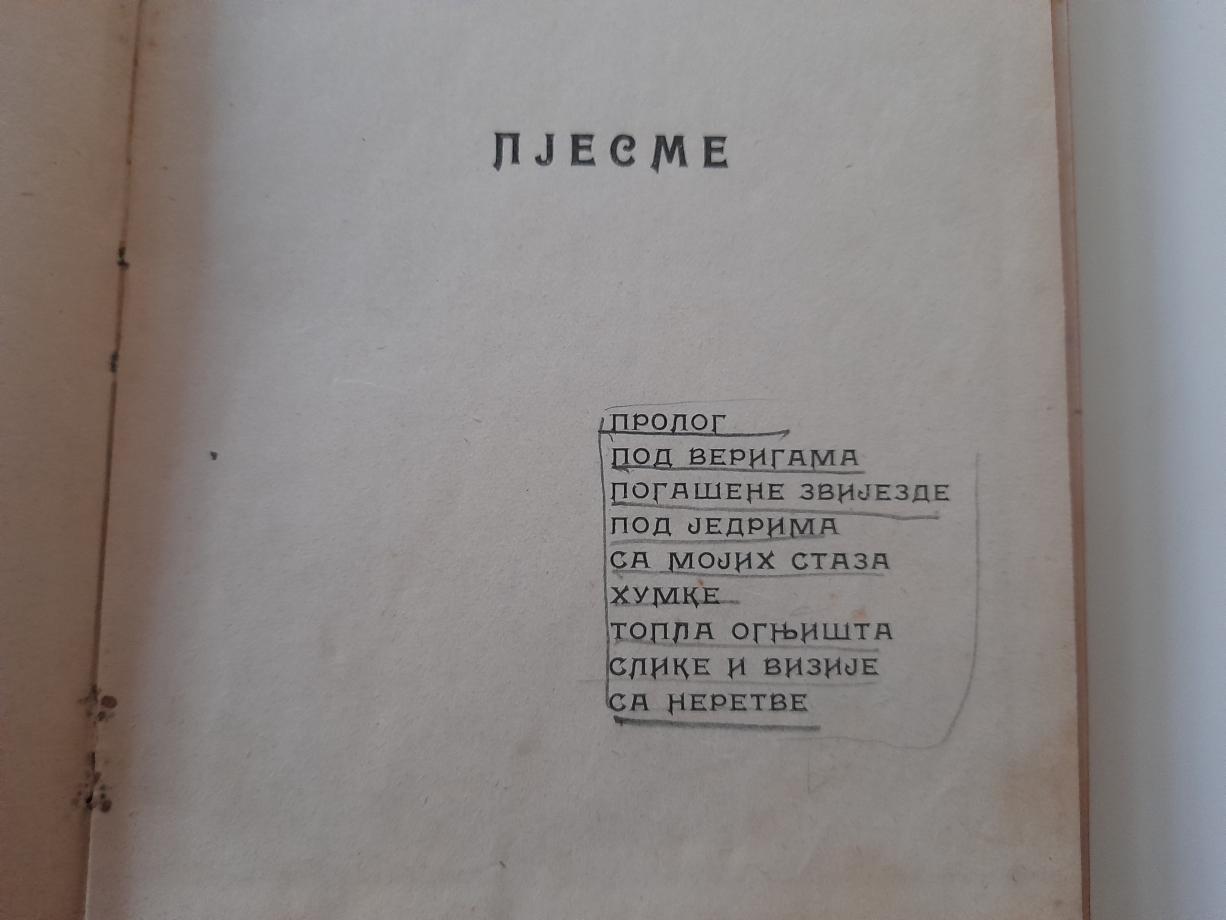 ПЈЕСМЕ
ПРОЛОГ
ПОД ВЕРИГАМА
ПОГАШЕНЕ ЗВИЈЕЗДЕ
ПОД ЈЕДРИМА
СА МОЈИХ СТАЗА
ХУМКЕ
ТОПЛА ОГЊИШТА
СЛИКЕ И ВИЗИЈЕ
СА НЕРЕТВЕ